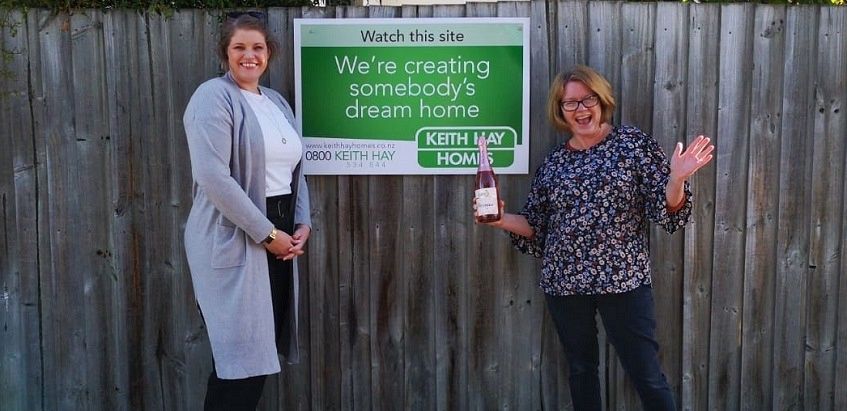 Watch this site
We're creating
somebody's
dream home
www.keithhayhomes.co.nz
0800 KEITH HAY
534 844
KEITH HAY
HOMES